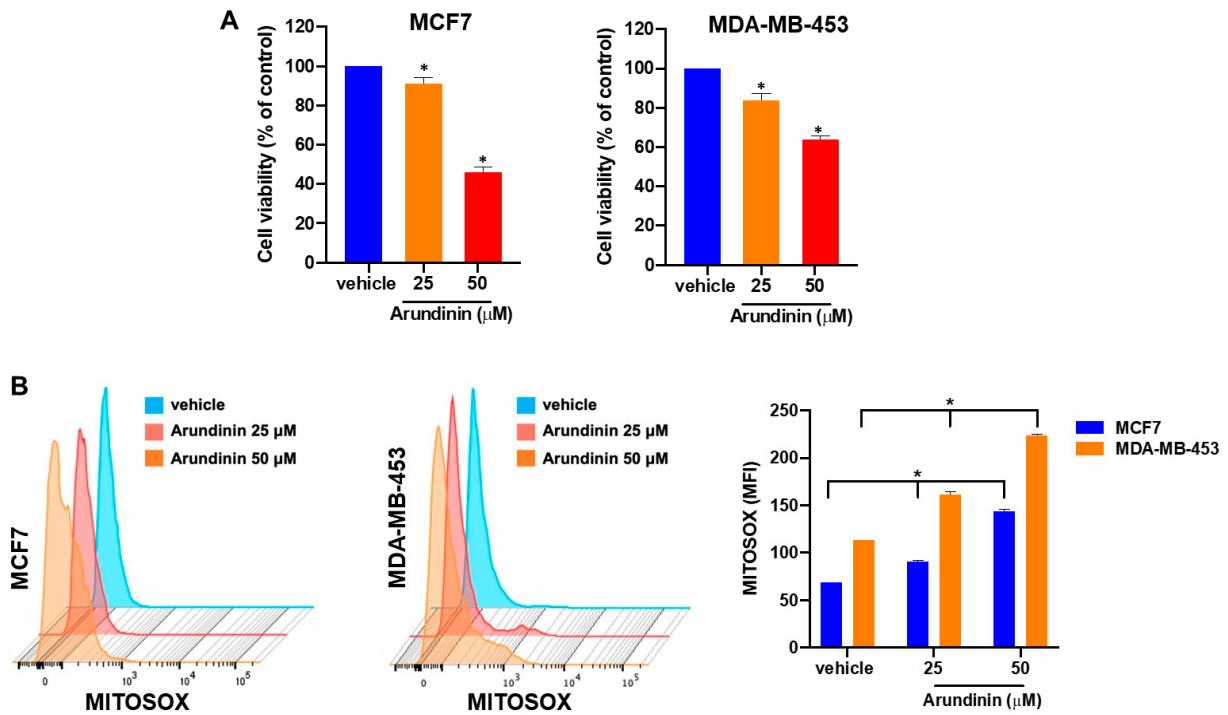 A
MCF7
Cell viability (% of control)
120
100
80
60
40
20
0
*
*
vehicle 25 50
Arundinin (μM)
MDA-MB-453
Cell viability (% of control)
120
100
80
60
40
20
0
*
*
vehicle 25 50
Arundinin (μM)
B
MCF7
vehicle
Arundinin 25 μM
Arundinin 50 μM
0 10³ 10⁴ 10⁵
MITOSOX
MDA-MB-453
vehicle
Arundinin 25 μM
Arundinin 50 μM
0 10³ 10⁴ 10⁵
MITOSOX
MITOSOX (MFI)
250
200
150
100
50
0
*
*
MCF7
MDA-MB-453
vehicle 25 50
Arundinin (μM)